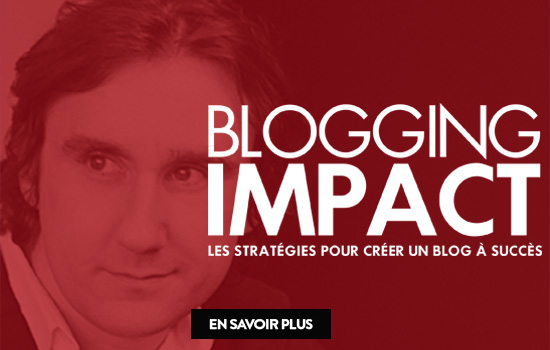 BLOGGING
IMPACT
LES STRATÉGIES POUR CRÉER UN BLOG À SUCCÈS
EN SAVOIR PLUS